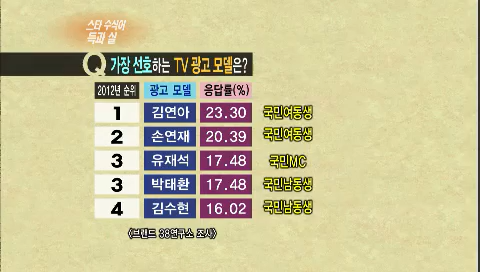 스타 수식어
득과 실
Q 가장 선호하는 TV 광고 모델은?
2012년 순위 광고 모델 응답률(%)
1 김연아 23.30 국민여동생
2 손연재 20.39 국민여동생
3 유재석 17.48 국민MC
3 박태환 17.48 국민남동생
4 김수현 16.02 국민남동생
<브랜드 38연구소 조사>